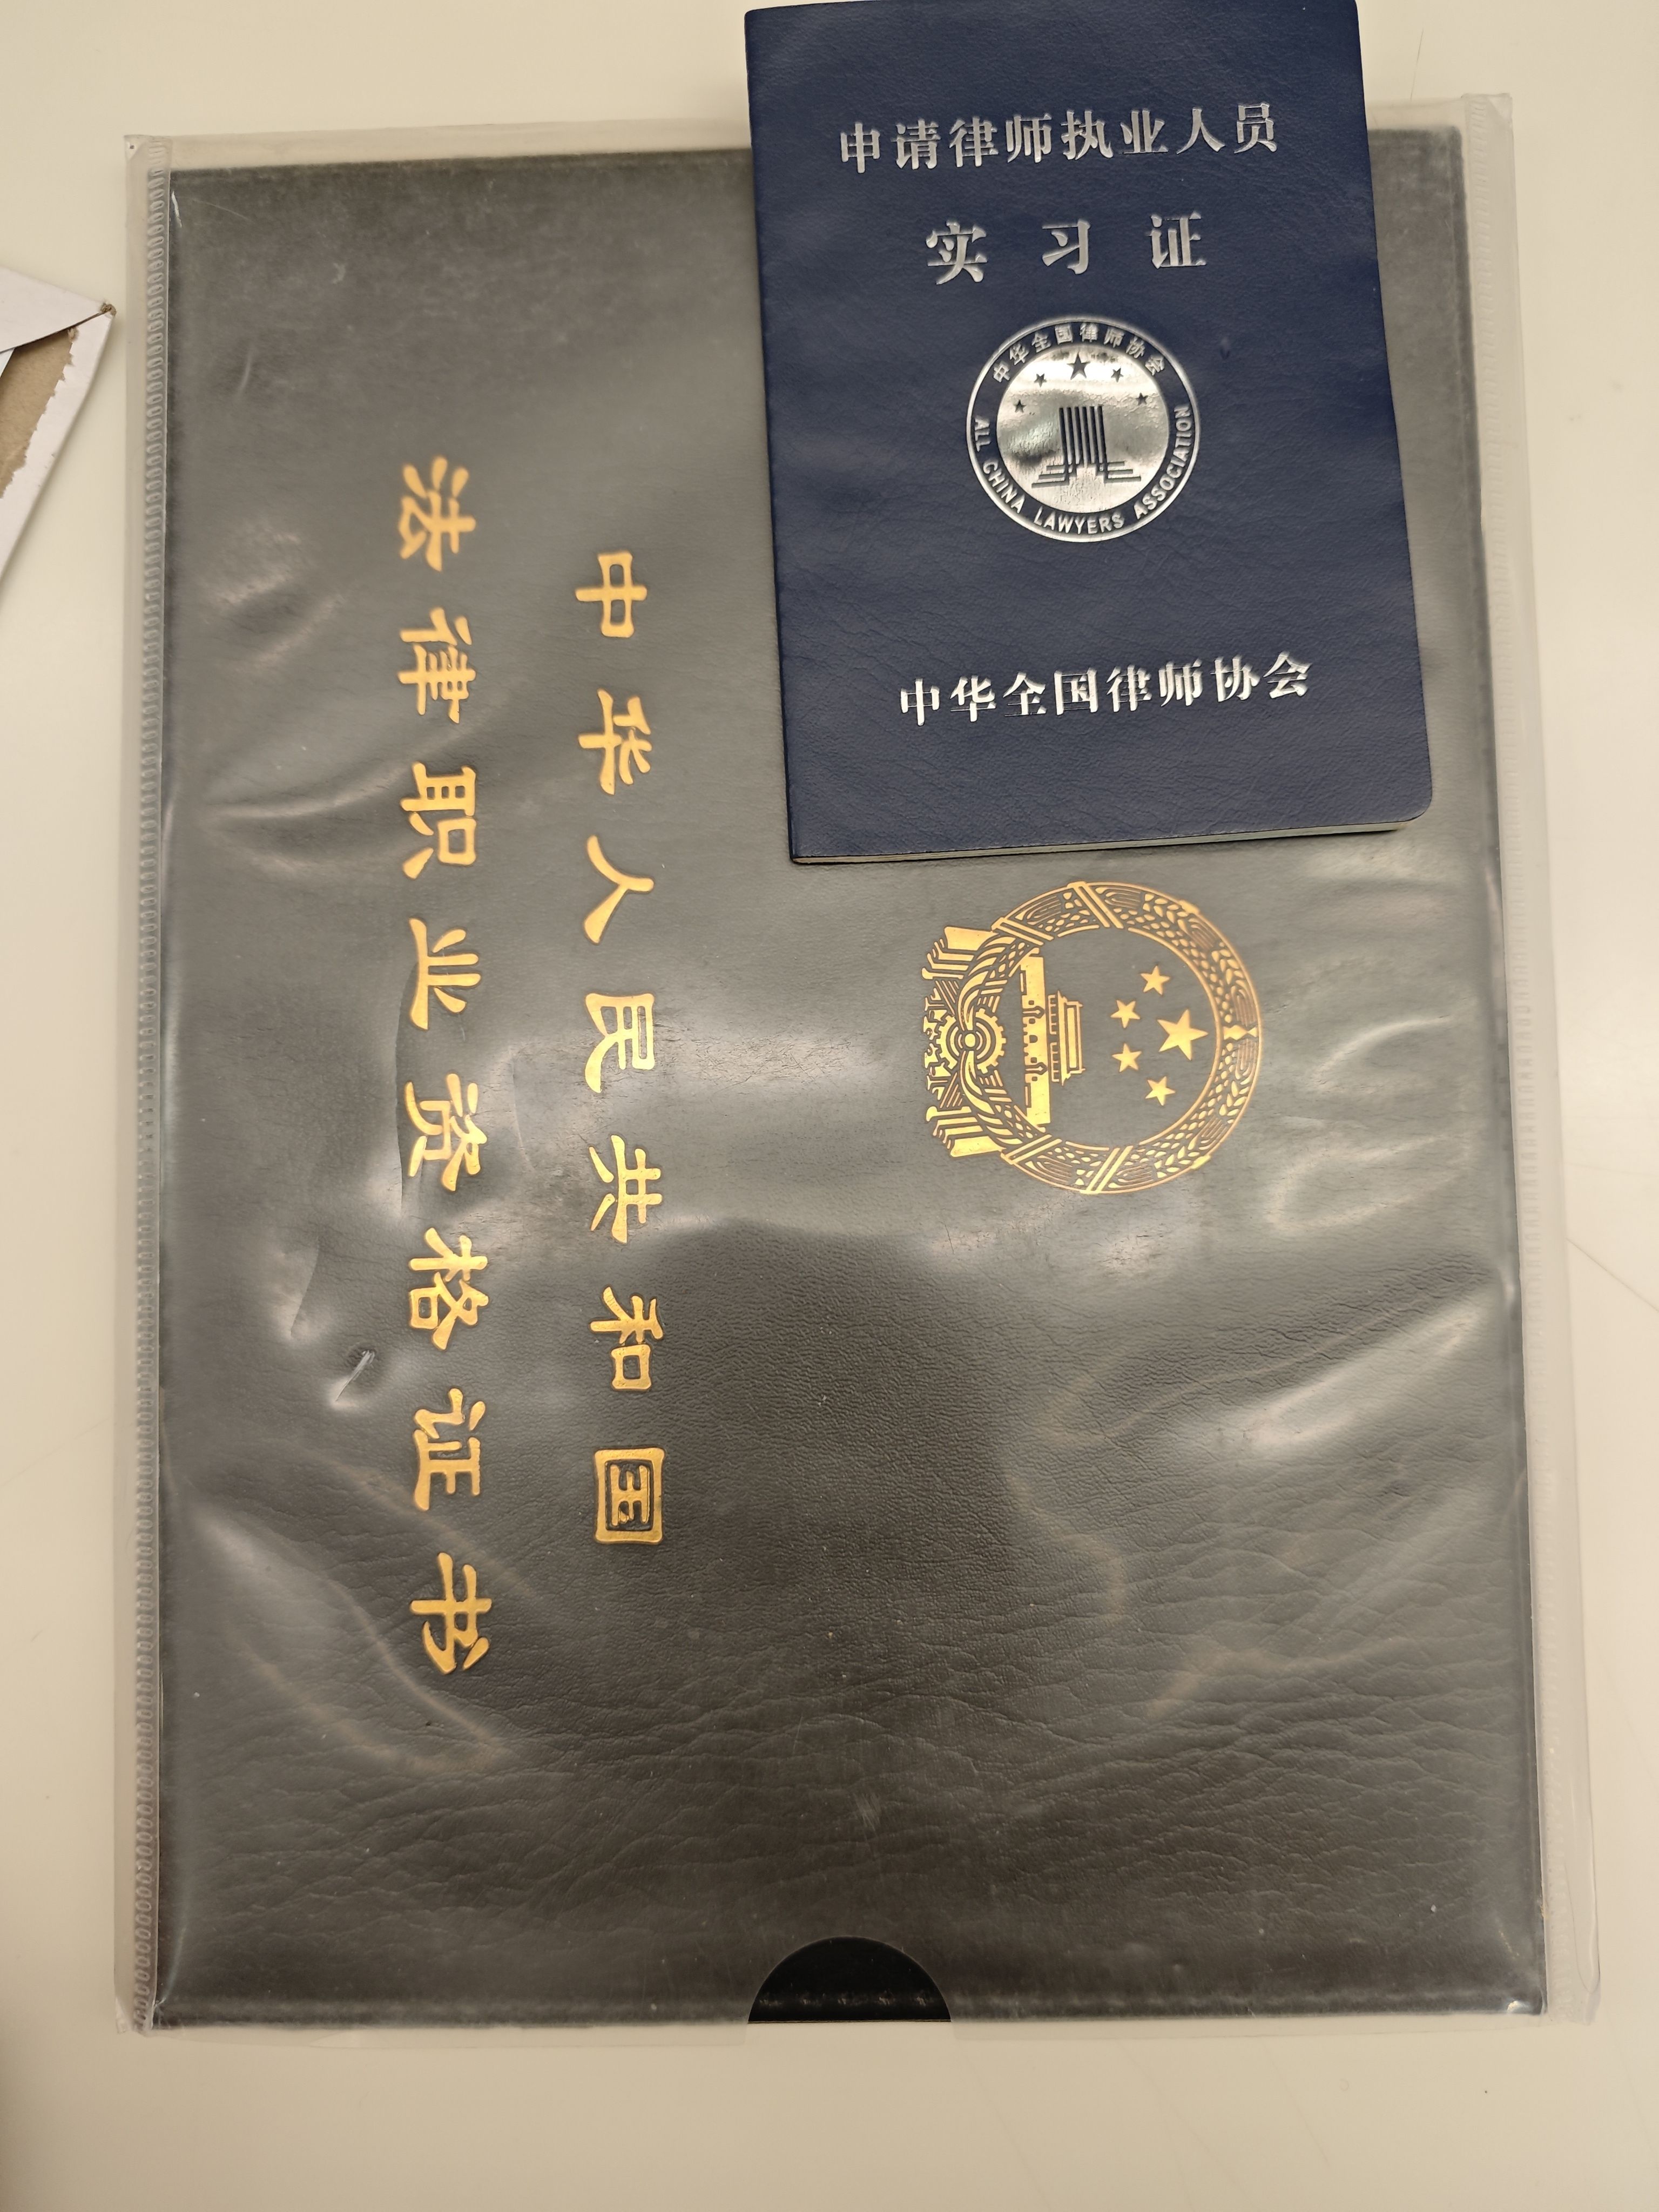 申请律师执业人员
实习证
中华全国律师协会
ALL CHINA LAWYERS ASSOCIATION
中华全国律师协会
中华人民共和国
法律职业资格证书